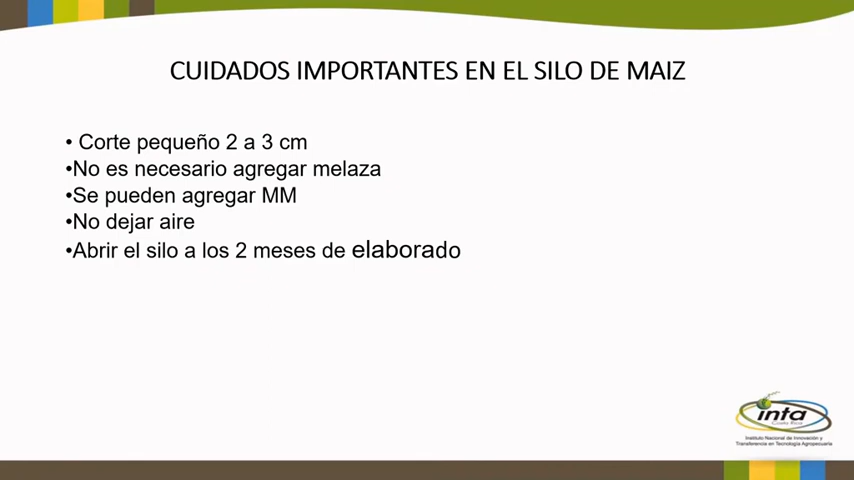 CUIDADOS IMPORTANTES EN EL SILO DE MAIZ
• Corte pequeño 2 a 3 cm
•No es necesario agregar melaza
•Se pueden agregar MM
•No dejar aire
•Abrir el silo a los 2 meses de elaborado
inta
Costa Rica
Instituto Nacional de Innovación y
Transferencia en Tecnología Agropecuaria